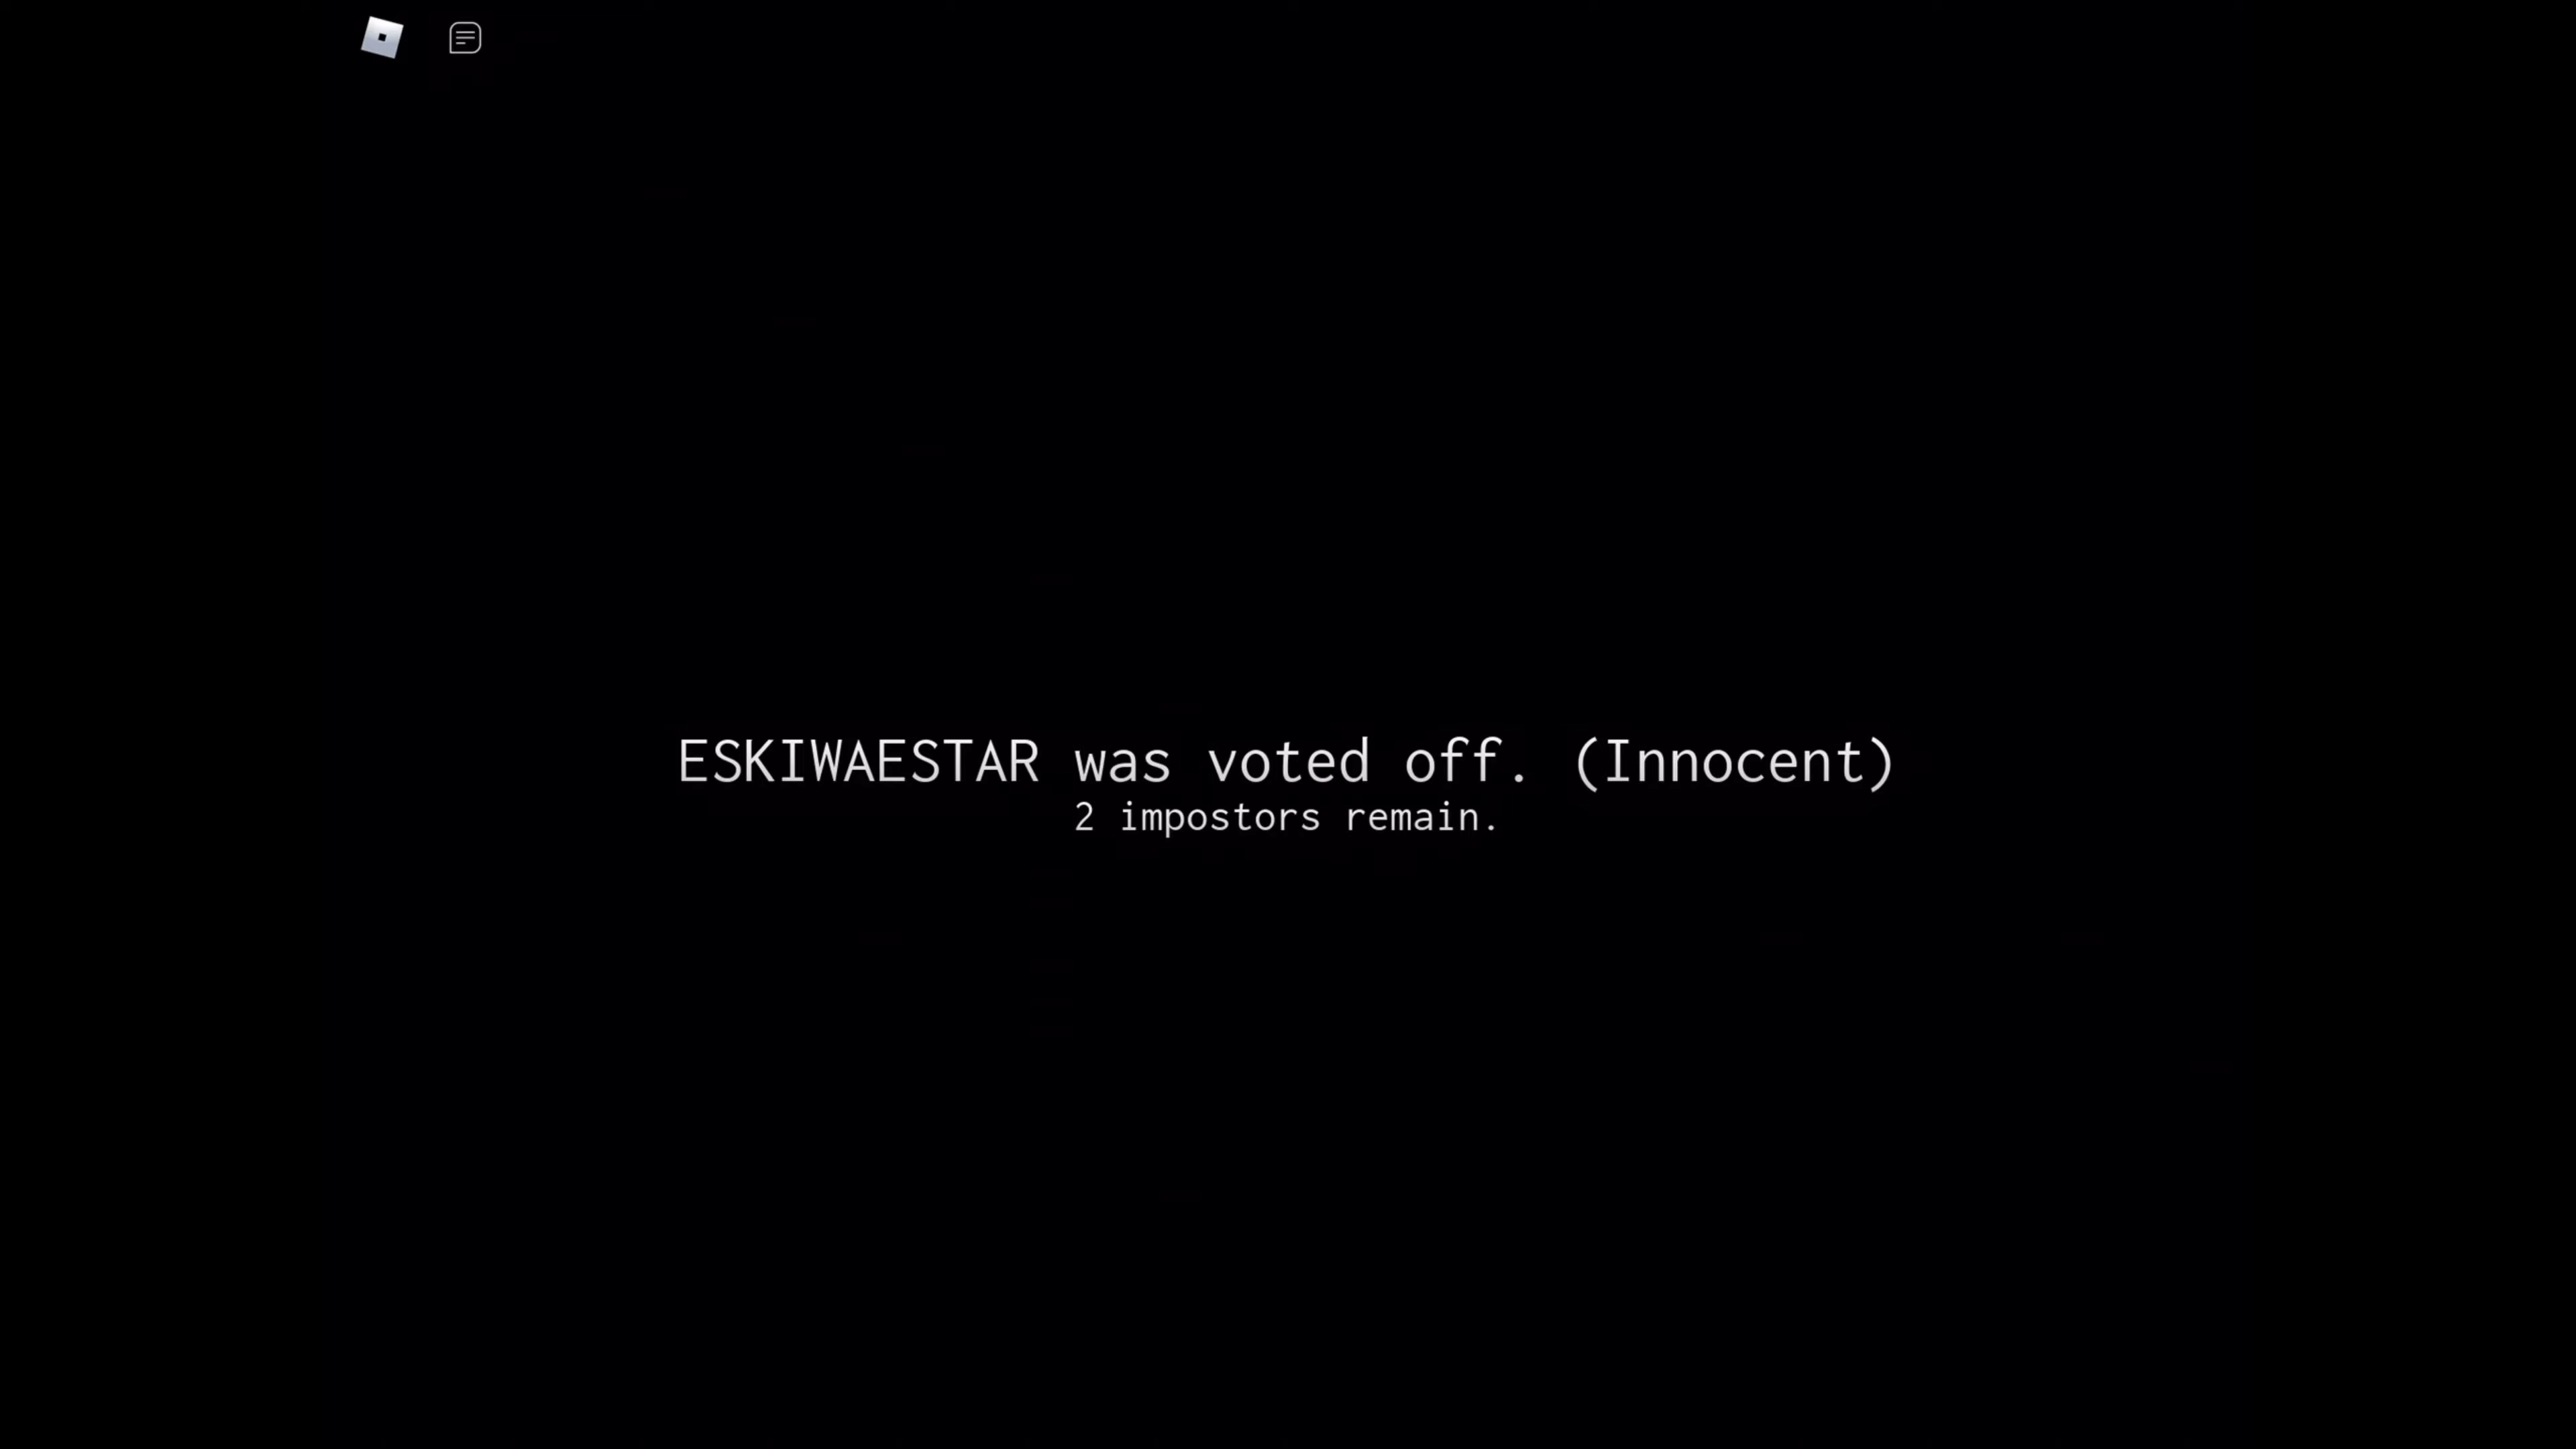 ESKIWAESTAR was voted off. (Innocent)
2 impostors remain.